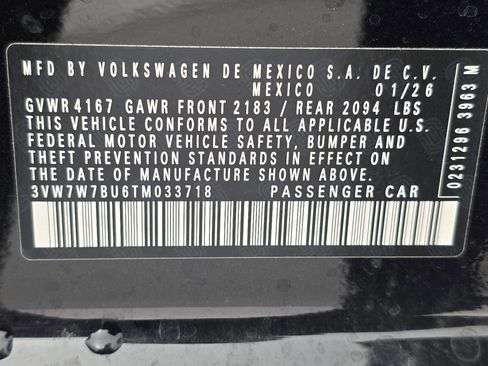 MFD BY VOLKSWAGEN DE MEXICO S.A. DE C.V.
MEXICO 01/26
GVWR 4167 GAWR FRONT 2183 / REAR 2094 LBS
THIS VEHICLE CONFORMS TO ALL APPLICABLE
FEDERAL MOTOR VEHICLE SAFETY, BUMPER AND
THEFT PREVENTION STANDARDS IN EFFECT ON
THE DATE OF MANUFACTURE SHOWN ABOVE.
3VW7W7BU6TM033718 PASSENGER CAR
0231296 3963 M